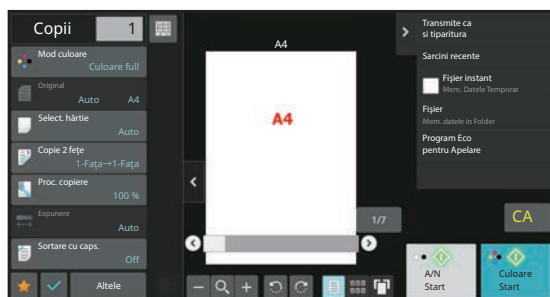 Copii 1
Mod culoare
Culoare full
Original
Auto A4
Select. hârtie
Auto
Copie 2 fețe
1-Fața→1-Fața
Proc. copiere
100 %
Expunere
Auto
Sortare cu caps.
Off
Altele
A4
A4
1/7
Transmite ca
si tiparitura
Sarcini recente
Fișier instant
Mem. Datele Temporar
Fișier
Mem. datele in Folder
Program Eco
pentru Apelare
CA
A/N
Start
Culoare
Start